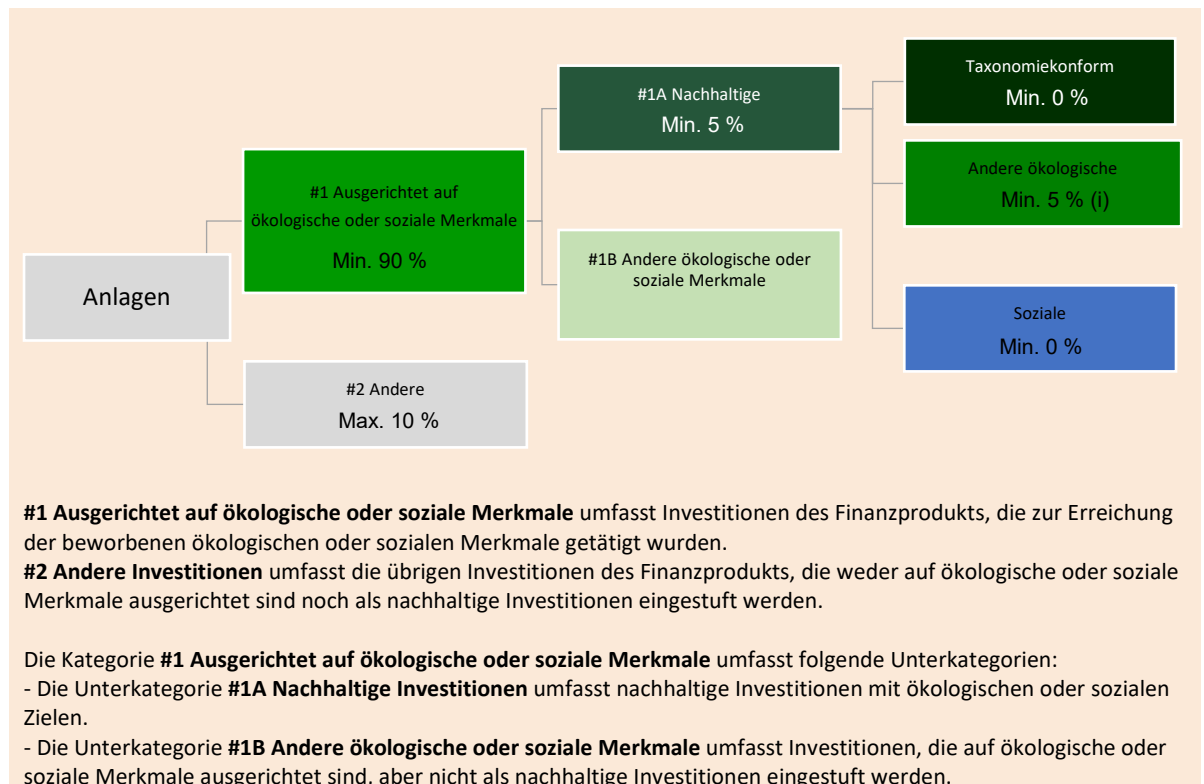 Anlagen
#1 Ausgerichtet auf
ökologische oder soziale Merkmale
Min. 90 %
#2 Andere
Max. 10 %
#1A Nachhaltige
Min. 5 %
#1B Andere ökologische oder
soziale Merkmale
Taxonomiekonform
Min. 0 %
Andere ökologische
Min. 5 % (i)
Soziale
Min. 0 %
#1 Ausgerichtet auf ökologische oder soziale Merkmale umfasst Investitionen des Finanzprodukts, die zur Erreichung
der beworbenen ökologischen oder sozialen Merkmale getätigt wurden.
#2 Andere Investitionen umfasst die übrigen Investitionen des Finanzprodukts, die weder auf ökologische oder soziale
Merkmale ausgerichtet sind noch als nachhaltige Investitionen eingestuft werden.
Die Kategorie #1 Ausgerichtet auf ökologische oder soziale Merkmale umfasst folgende Unterkategorien:
- Die Unterkategorie #1A Nachhaltige Investitionen umfasst nachhaltige Investitionen mit ökologischen oder sozialen
Zielen.
- Die Unterkategorie #1B Andere ökologische oder soziale Merkmale umfasst Investitionen, die auf ökologische oder
soziale Merkmale ausgerichtet sind, aber nicht als nachhaltige Investitionen eingestuft werden.